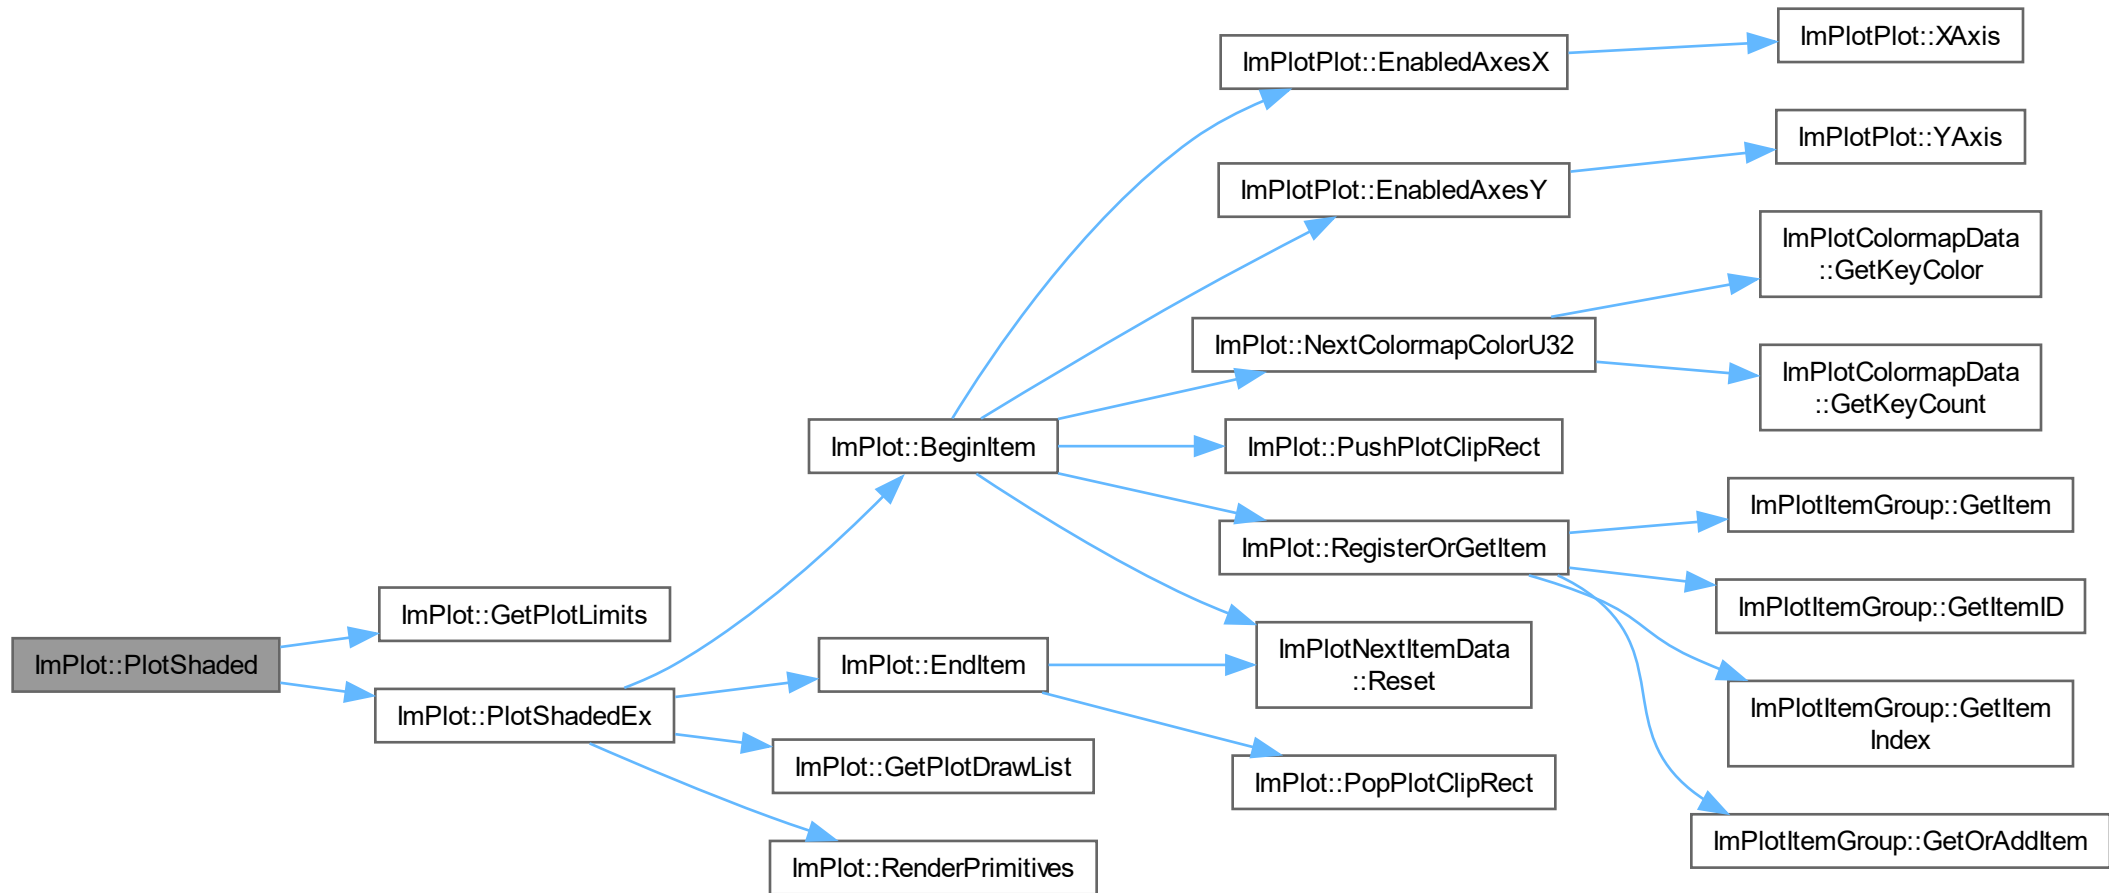 ImPlot::PlotShaded
ImPlot::GetPlotLimits
ImPlot::PlotShadedEx
ImPlot::BeginItem
ImPlot::EndItem
ImPlot::GetPlotDrawList
ImPlot::RenderPrimitives
ImPlotPlot::EnabledAxesX
ImPlotPlot::EnabledAxesY
ImPlot::NextColormapColorU32
ImPlot::PushPlotClipRect
ImPlot::RegisterOrGetItem
ImPlotNextItemData
::Reset
ImPlot::PopPlotClipRect
ImPlotPlot::XAxis
ImPlotPlot::YAxis
ImPlotColormapData
::GetKeyColor
ImPlotColormapData
::GetKeyCount
ImPlotItemGroup::GetItem
ImPlotItemGroup::GetItemID
ImPlotItemGroup::GetItem
Index
ImPlotItemGroup::GetOrAddItem